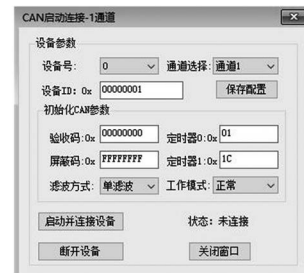 CAN启动连接-1通道
设备参数
设备号: 0 通道选择: 通道1
设备ID: 0x 00000001 保存配置
初始化CAN参数
验收码:0x 00000000 定时器0:0x 01
屏蔽码:0x FFFFFFFF 定时器1:0x 1C
滤波方式: 单滤波 工作模式: 正常
启动并连接设备 状态: 未连接
断开设备 关闭窗口